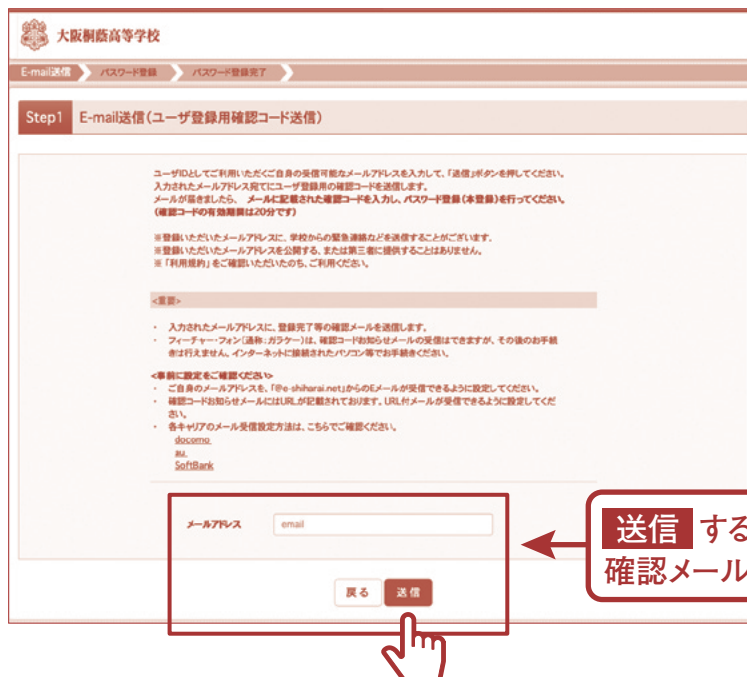 大阪桐蔭高等学校
E-mail送信 パスワード登録 パスワード登録完了
Step1 E-mail送信(ユーザ登録用確認コード送信)
ユーザIDとしてご利用いただくご自身の受信可能なメールアドレスを入力して、「送信」ボタンを押してください。
入力されたメールアドレス宛てにユーザ登録用の確認コードを送信します。
メールが届きましたら、メールに記載された確認コードを入力し、パスワード登録(本登録)を行ってください。
(確認コードの有効期限は20分です)
※登録いただいたメールアドレスに、学校からの緊急連絡などを送信することがございます。
※登録いただいたメールアドレスを公開する、または第三者に提供することはありません。
※「利用規約」をご確認いただいたのち、ご利用ください。
<重要>
・ 入力されたメールアドレスに、登録完了等の確認メールを送信します。
・ フィーチャー・フォン(通称:ガラケー)は、確認コードお知らせメールの受信はできますが、その後のお手続
きは行えません。インターネットに接続されたパソコン等でお手続きください。
<事前に設定をご確認ください>
・ ご自身のメールアドレスを、「@e-shiharai.net」からのEメールが受信できるように設定してください。
・ 確認コードお知らせメールにはURLが記載されております。URL付メールが受信できるように設定してくだ
さい。
・ 各キャリアのメール受信設定方法は、こちらでご確認ください。
docomo
au
SoftBank
メールアドレス email
戻る 送信
送信 する
確認メール